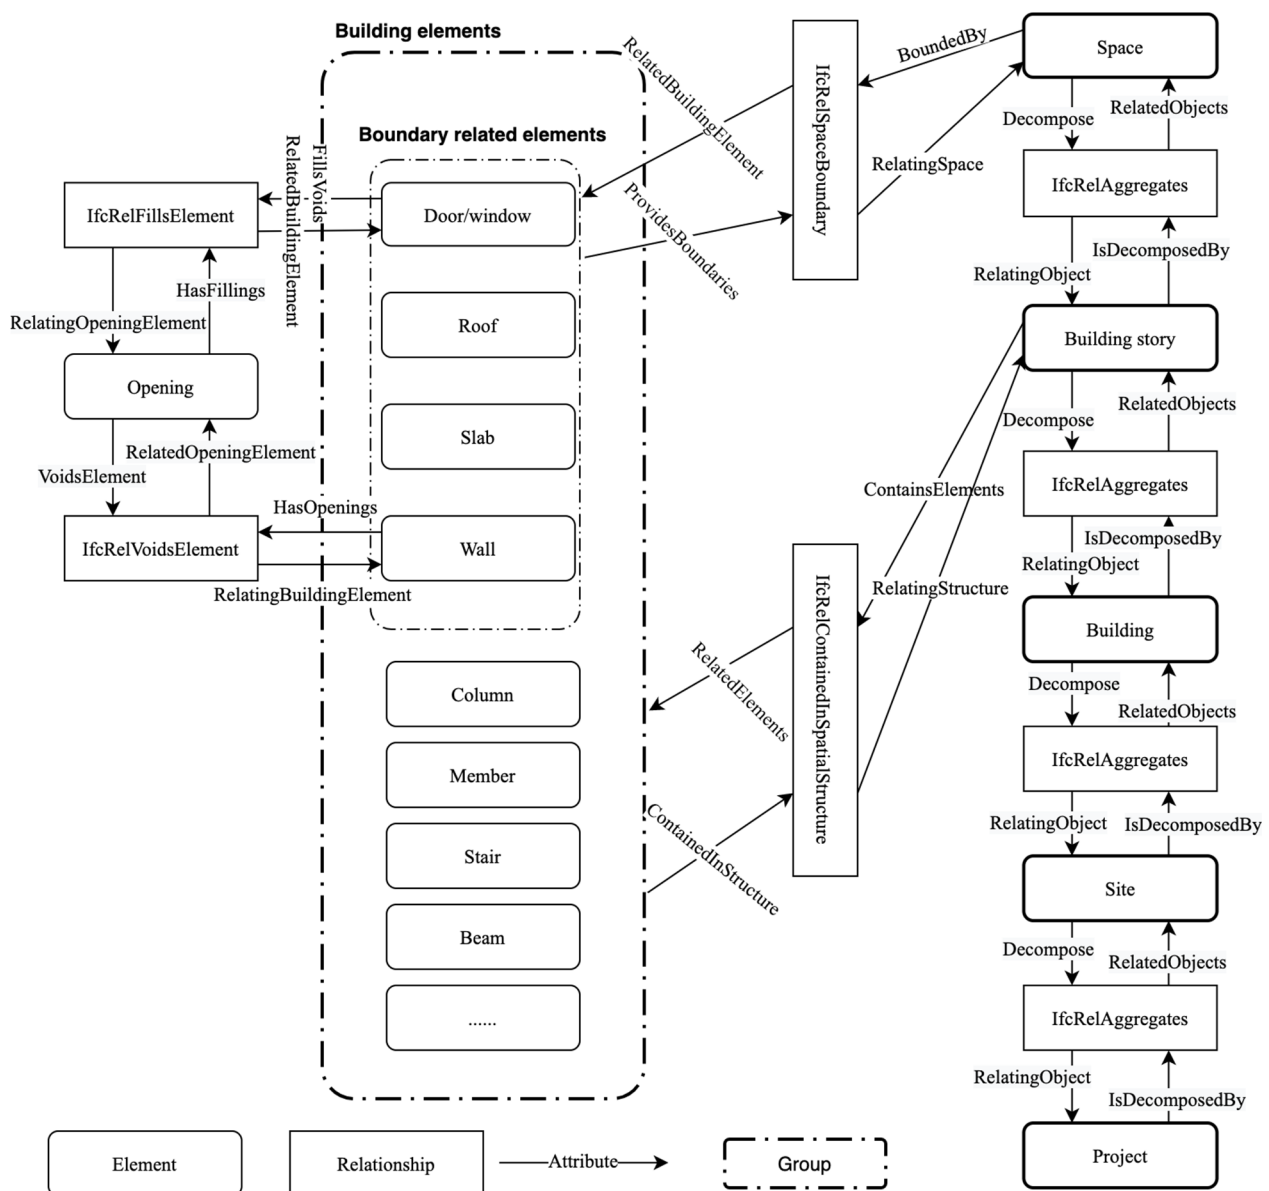 Building elements
Boundary related elements
Door/window
Roof
Slab
Wall
Column
Member
Stair
Beam
......
IfcRelFillsElement
FillsVoids
RelatedBuildingElement
HasFillings
RelatingOpeningElement
Opening
RelatedOpeningElement
VoidsElement
HasOpenings
IfcRelVoidsElement
RelatingBuildingElement
RelatedBuildingElement
ProvidesBoundaries
IfcRelSpaceBoundary
BoundedBy
RelatingSpace
ContainsElements
RelatingStructure
IfcRelContainedInSpatialStructure
RelatedElements
ContainedInStructure
Space
RelatedObjects
Decompose
IfcRelAggregates
IsDecomposedBy
RelatingObject
Building story
RelatedObjects
Decompose
IfcRelAggregates
IsDecomposedBy
RelatingObject
Building
Decompose
RelatedObjects
IfcRelAggregates
RelatingObject
IsDecomposedBy
Site
Decompose
RelatedObjects
IfcRelAggregates
RelatingObject
IsDecomposedBy
Project
Element
Relationship
Attribute
Group